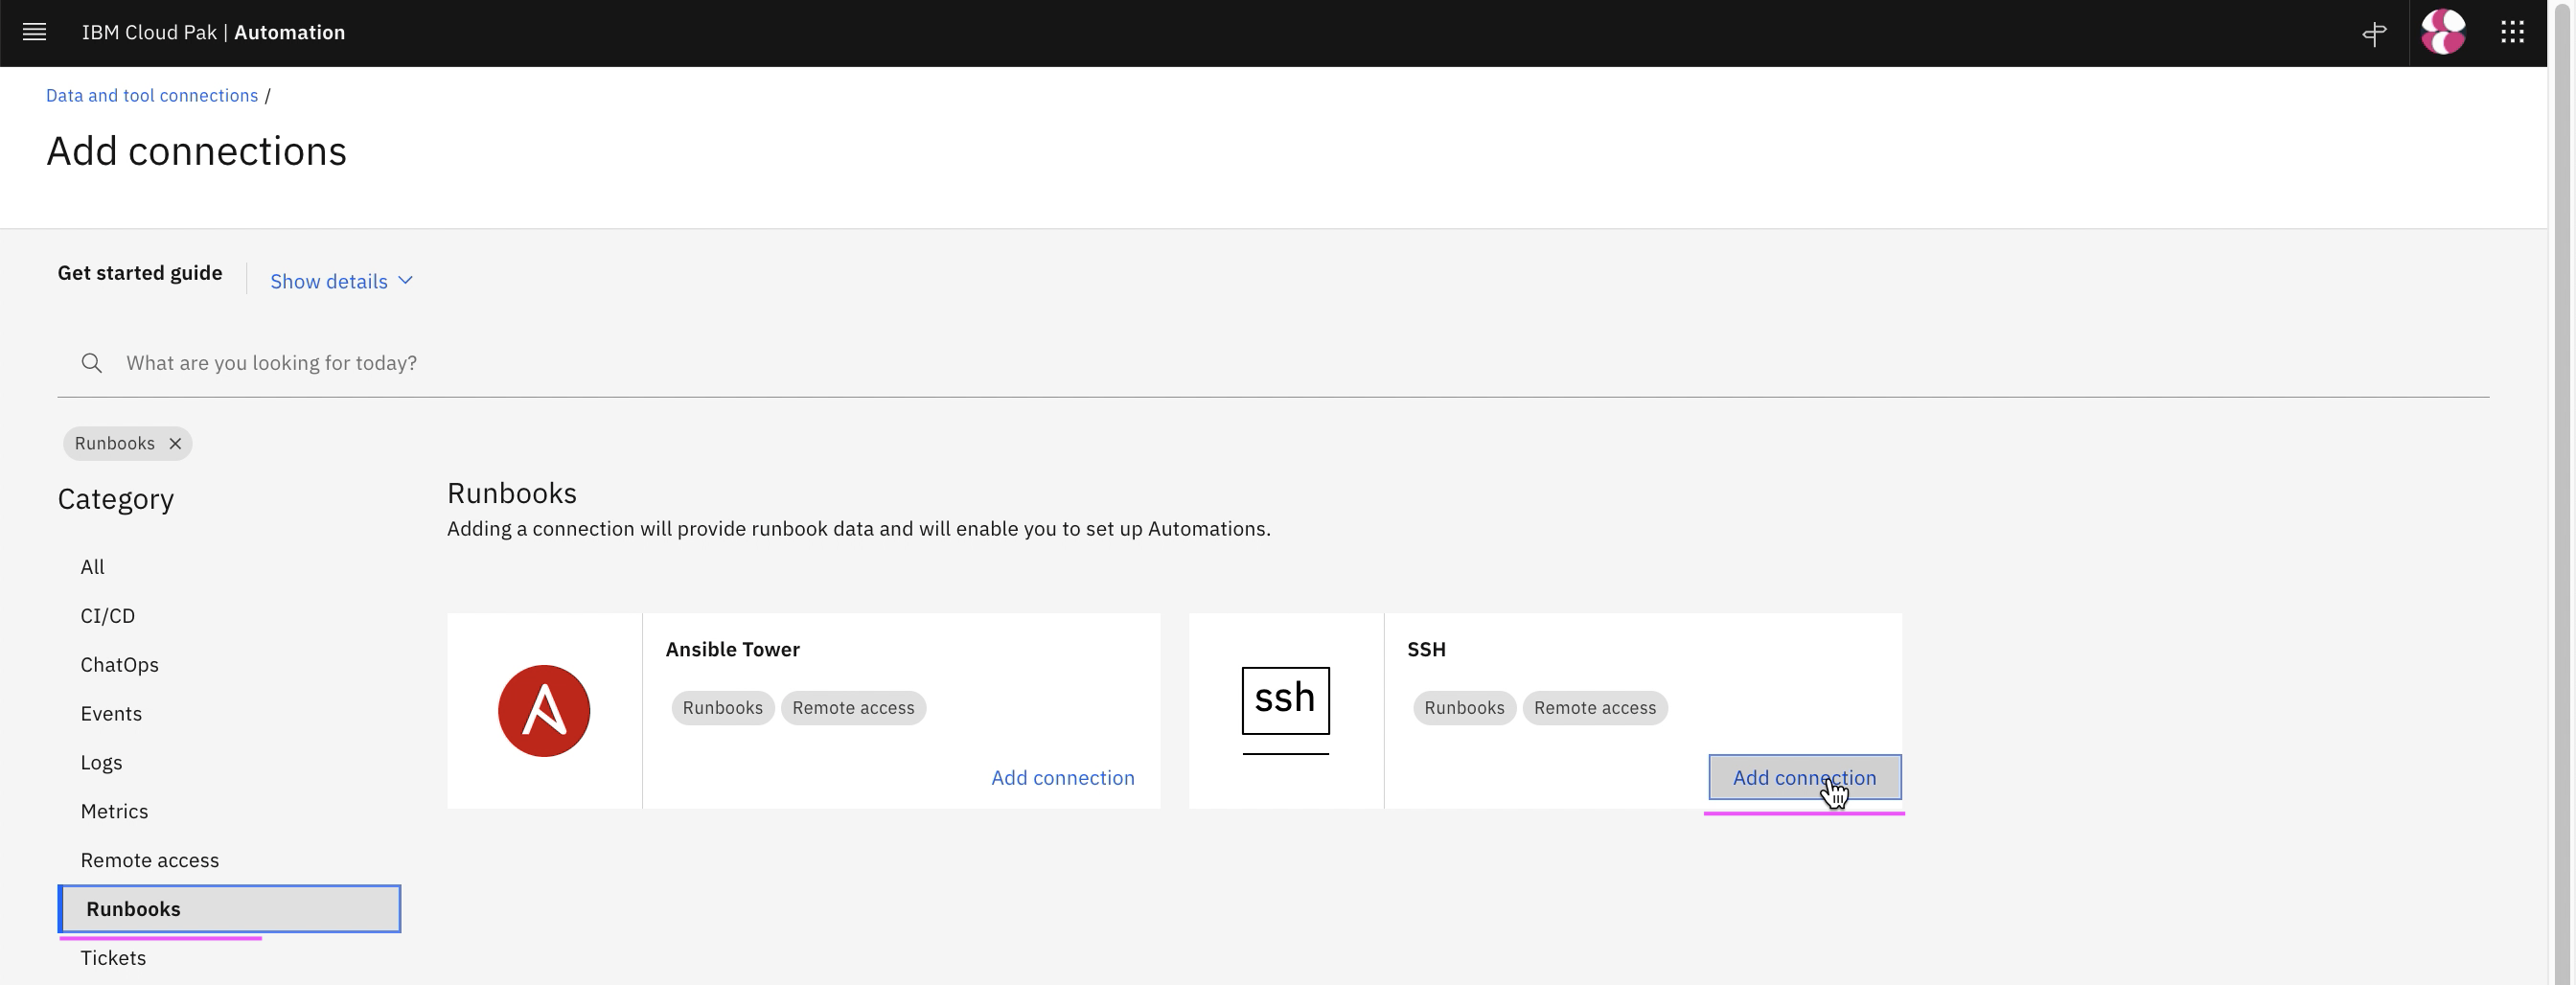 IBM Cloud Pak | Automation
Data and tool connections /
Add connections
Get started guide
Show details
What are you looking for today?
Runbooks
Category
All
CI/CD
ChatOps
Events
Logs
Metrics
Remote access
Runbooks
Tickets
Runbooks
Adding a connection will provide runbook data and will enable you to set up Automations.
Ansible Tower
Runbooks Remote access
Add connection
ssh
SSH
Runbooks Remote access
Add connection